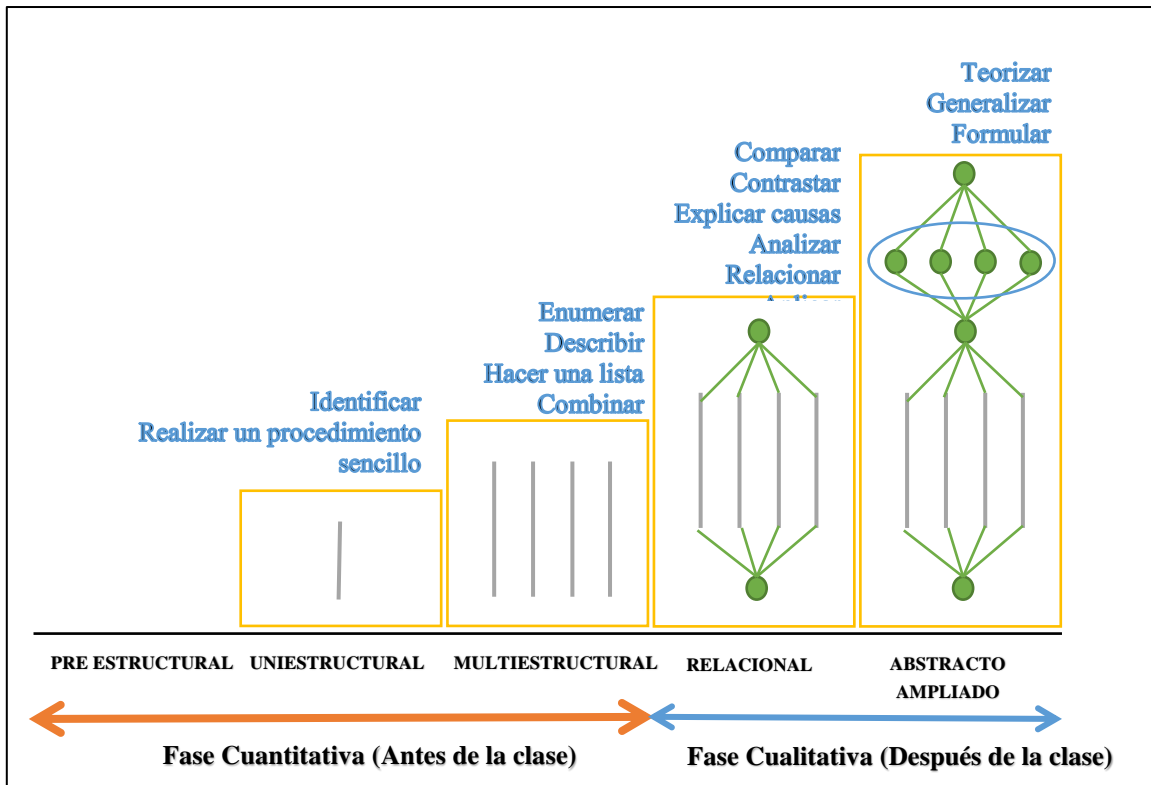 Teorizar
Generalizar
Formular
Comparar
Contrastar
Explicar causas
Analizar
Relacionar
Enumerar
Describir
Hacer una lista
Combinar
Identificar
Realizar un procedimiento
sencillo
PRE ESTRUCTURAL
UNIESTRUCTURAL
MULTIESTRUCTURAL
RELACIONAL
ABSTRACTO
AMPLIADO
Fase Cuantitativa (Antes de la clase)
Fase Cualitativa (Después de la clase)